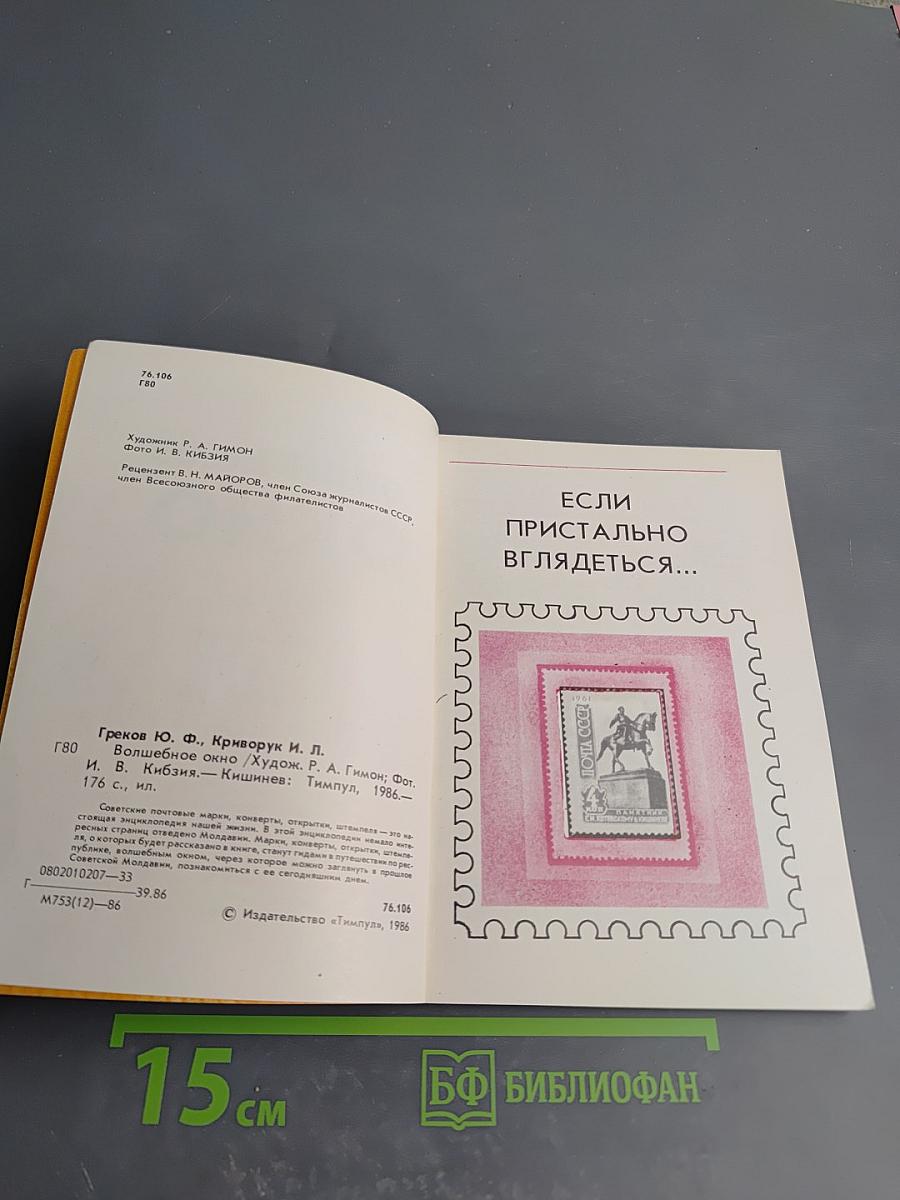 76.106
Г80
Художник Р. А. ГИМОН
Фото И. В. КИБЗИЯ
Рецензент В. Н. МАЙОРОВ, член Союза журналистов СССР,
член Всесоюзного общества филателистов
Греков Ю. Ф., Криворук И. Л.
Г80 Волшебное окно /Худож. Р. А. Гимон; Фот.
И. В. Кибзия.— Кишинев: Тимпул, 1986.—
176 с., ил.
Советские почтовые марки, конверты, открытки, штемпеля — это на-
стоящая энциклопедия нашей жизни. В этой энциклопедии немало инте-
ресных страниц отведено Молдавии. Марки, конверты, открытки, штемпе-
ля, о которых будет рассказано в книге, станут гидами в путешествии по рес-
публике, волшебным окном, через которое можно заглянуть в прошлое
Советской Молдавии, познакомиться с ее сегодняшним днем.
0802010207—33
Г
39.86
М753(12)—86
76.106
© Издательство «Тимпул», 1986
ЕСЛИ
ПРИСТАЛЬНО
ВГЛЯДЕТЬСЯ...
1961
ПОЧТА СССР
4
КОП
ПАМЯТНИК
Г.И. КОТОВСКОМУ В КИШИНЕВЕ
15 см
БФ БИБЛИОФАН